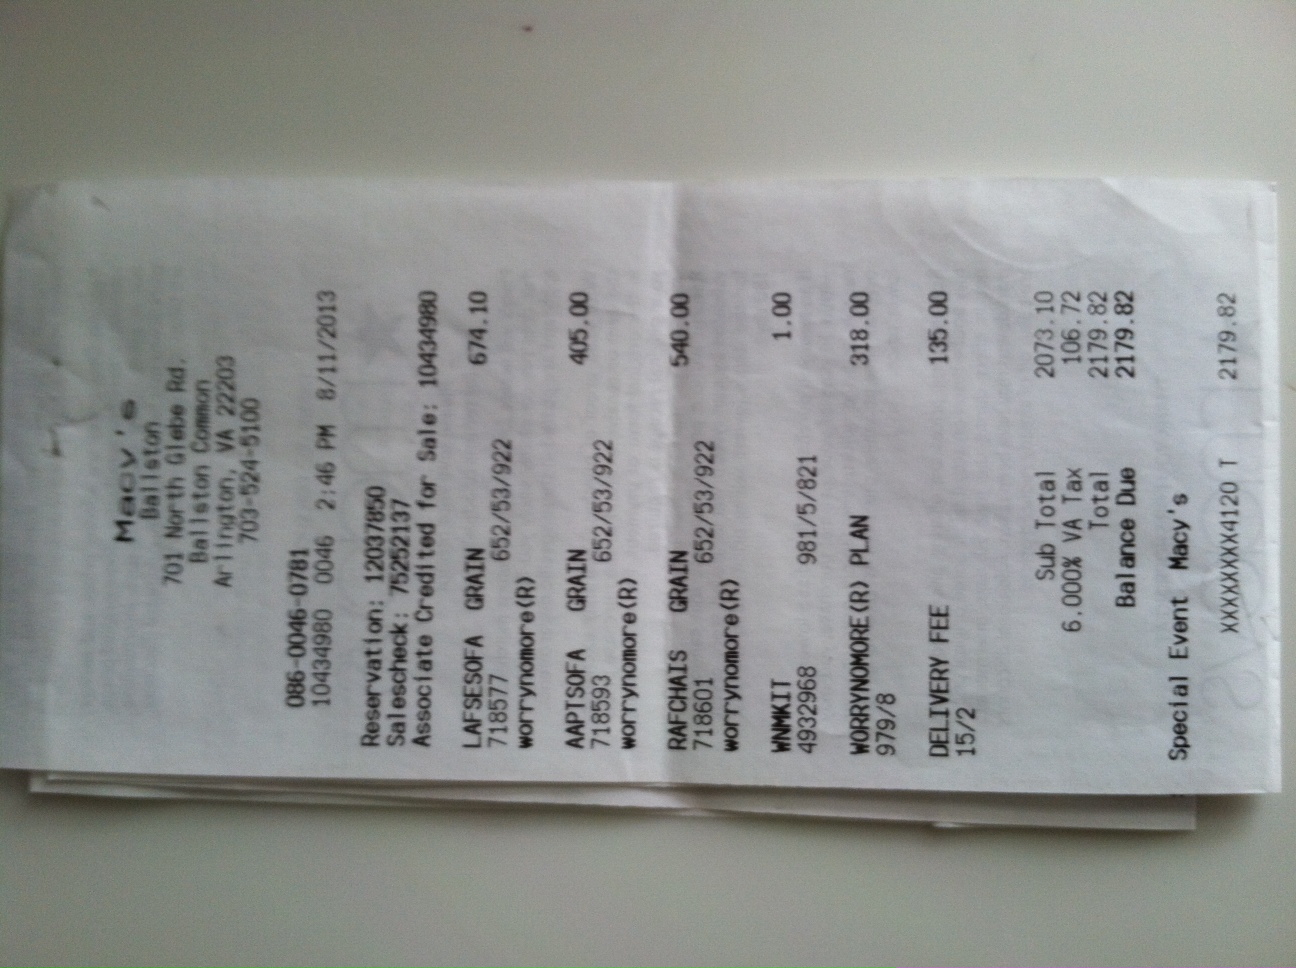 Macy's
Ballston
701 North Glebe Rd.
Ballston Common
Arlington, VA 22203
703-524-5100
086-0046-0781
10434980 0046 2:46 PM 8/11/2013
Reservation: 12037850
Salescheck: 75252137
Associate Credited for Sale: 10434980
LAFSESOFA GRAIN 674.10
718577 652/53/922
worrynomore(R)
AAPTSOFA GRAIN 405.00
718593 652/53/922
worrynomore(R)
RAFCHAIS GRAIN 540.00
718601 652/53/922
worrynomore(R)
WNMKIT 1.00
4932968 981/5/821
WORRYNOMORE(R) PLAN 318.00
979/8
DELIVERY FEE 135.00
15/2
Sub Total 2073.10
6.000% VA Tax 106.72
Total 2179.82
Balance Due 2179.82
Special Event Macy's
XXXXXXXX4120 T 2179.82